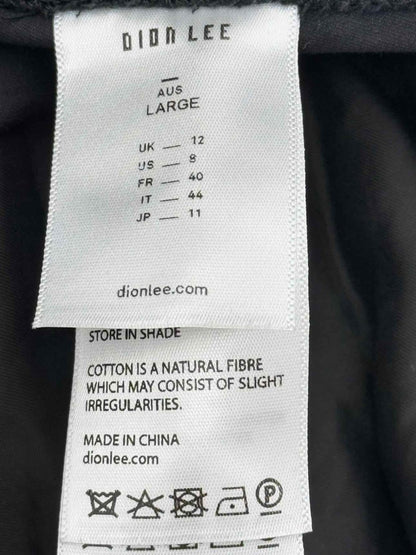 DION LEE
AUS
LARGE
UK — 12
US — 8
FR — 40
IT — 44
JP — 11
dionlee.com
STORE IN SHADE
COTTON IS A NATURAL FIBRE
WHICH MAY CONSIST OF SLIGHT
IRREGULARITIES.
MADE IN CHINA
dionlee.com
P